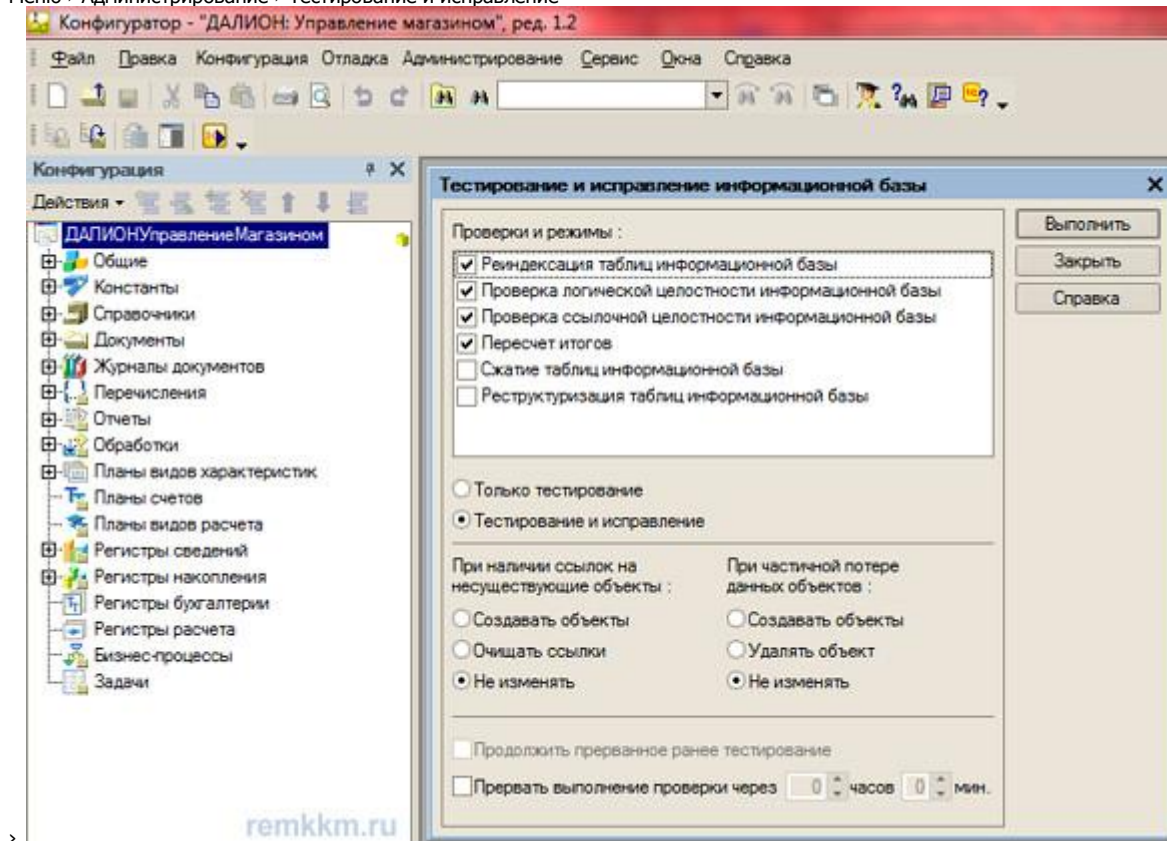 Меню > Администрирование > Тестирование и исправление
Конфигуратор - "ДАЛИОН: Управление магазином", ред. 1.2
Файл Правка Конфигурация Отладка Администрирование Сервис Окна Справка
Конфигурация
Действия
ДАЛИОНУправлениеМагазином
Общие
Константы
Справочники
Документы
Журналы документов
Перечисления
Отчеты
Обработки
Планы видов характеристик
Планы счетов
Планы видов расчета
Регистры сведений
Регистры накопления
Регистры бухгалтерии
Регистры расчета
Бизнес-процессы
Задачи
Тестирование и исправление информационной базы
Проверки и режимы :
Реиндексация таблиц информационной базы
Проверка логической целостности информационной базы
Проверка ссылочной целостности информационной базы
Пересчет итогов
Сжатие таблиц информационной базы
Реструктуризация таблиц информационной базы
Только тестирование
Тестирование и исправление
При наличии ссылок на
несуществующие объекты :
Создавать объекты
Очищать ссылки
Не изменять
При частичной потере
данных объектов :
Создавать объекты
Удалять объект
Не изменять
Продолжить прерванное ранее тестирование
Прервать выполнение проверки через 0 часов 0 мин.
Выполнить
Закрыть
Справка
remkkm.ru
>